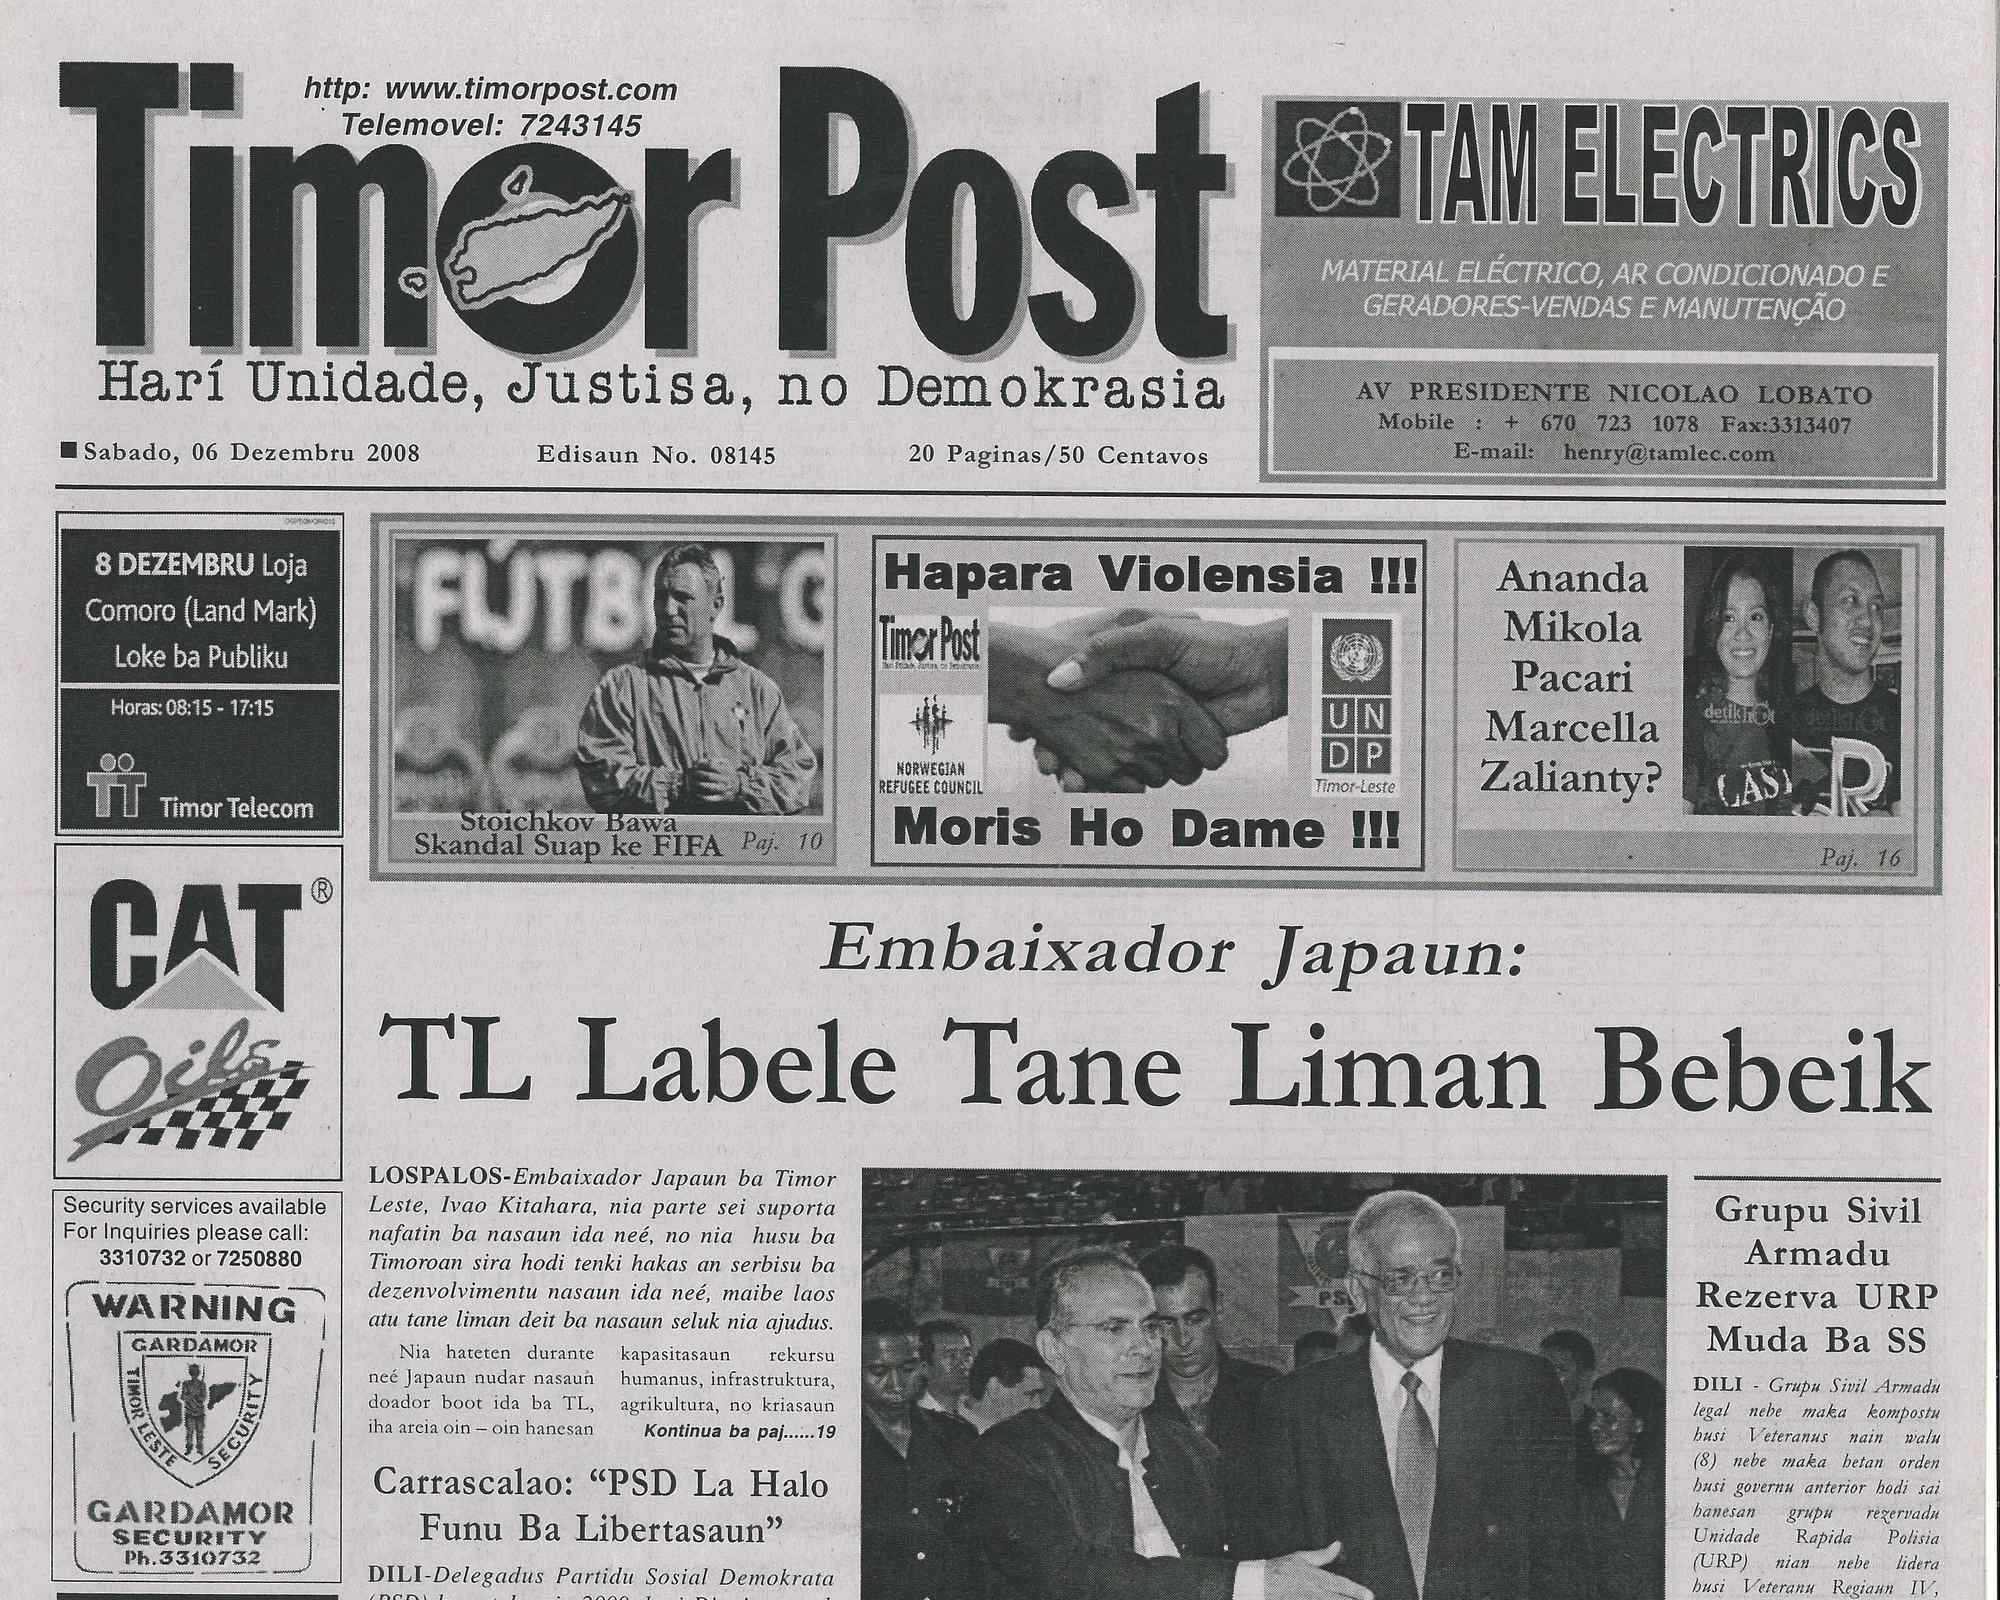 http: www.timorpost.com
Telemovel: 7243145
Timor Post
Harí Unidade, Justisa, no Demokrasia
Sabado, 06 Dezembru 2008 Edisaun No. 08145 20 Paginas/50 Centavos
TAM ELECTRICS
MATERIAL ELÉCTRICO, AR CONDICIONADO E
GERADORES-VENDAS E MANUTENÇÃO
AV PRESIDENTE NICOLAO LOBATO
Mobile : + 670 723 1078 Fax:3313407
E-mail: henry@tamlec.com
8 DEZEMBRU Loja
Comoro (Land Mark)
Loke ba Publiku
Horas: 08:15 - 17:15
Timor Telecom
CAT ®
Oils
Security services available
For Inquiries please call:
3310732 or 7250880
WARNING
GARDAMOR
TIMOR LESTE
SECURITY
GARDAMOR
SECURITY
Ph.3310732
FÚTBOL
Stoichkov Bawa
Skandal Suap ke FIFA Paj. 10
Hapara Violensia !!!
Timor Post
NORWEGIAN
REFUGEE COUNCIL
UN
DP
Timor-Leste
Moris Ho Dame !!!
Ananda
Mikola
Pacari
Marcella
Zalianty?
detikhot
LAST
R
Paj. 16
Embaixador Japaun:
TL Labele Tane Liman Bebeik
LOSPALOS-Embaixador Japaun ba Timor
Leste, Ivao Kitahara, nia parte sei suporta
nafatin ba nasaun ida neé, no nia husu ba
Timoroan sira hodi tenki hakas an serbisu ba
dezenvolvimentu nasaun ida neé, maibe laos
atu tane liman deit ba nasaun seluk nia ajudus.
Nia hateten durante
neé Japaun nudar nasaun
doador boot ida ba TL,
iha areia oin – oin hanesan
kapasitasaun rekursu
humanus, infrastruktura,
agrikultura, no kriasaun
Kontinua ba paj......19
Carrascalao: “PSD La Halo
Funu Ba Libertasaun”
DILI-Delegadus Partidu Sosial Demokrata
PS
Grupu Sivil
Armadu
Rezerva URP
Muda Ba SS
DILI - Grupu Sivil Armadu
legal nebe maka kompostu
husi Veteranus nain walu
(8) nebe maka hetan orden
husi governu anterior hodi sai
hanesan grupu rezervadu
Unidade Rapida Polisia
(URP) nian nebe lidera
husi Veteranu Regiaun IV,